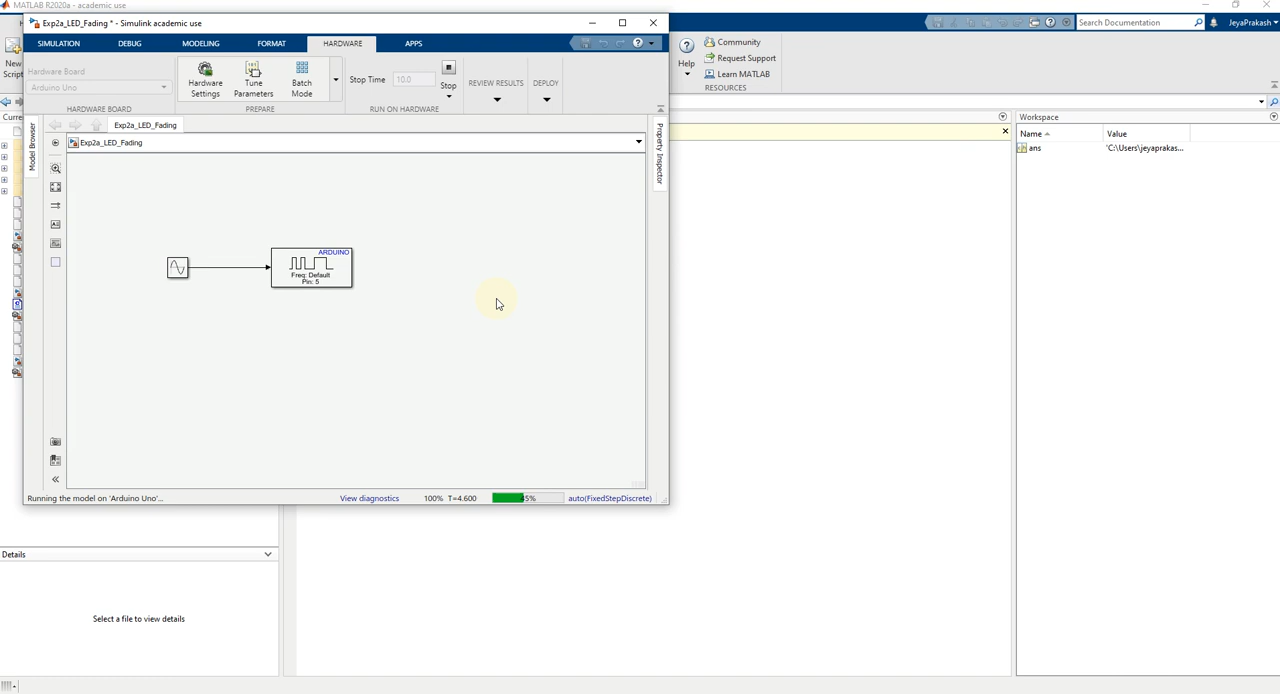 MATLAB R2020a - academic use
Exp2a_LED_Fading * - Simulink academic use
SIMULATION DEBUG MODELING FORMAT HARDWARE APPS
Search Documentation
JeyaPrakash
New
Script
Hardware Board
Arduino Uno
HARDWARE BOARD
Hardware
Settings
Tune
Parameters
Batch
Mode
PREPARE
Stop Time 10.0
Stop
RUN ON HARDWARE
REVIEW RESULTS
DEPLOY
Help
Community
Request Support
Learn MATLAB
RESOURCES
Curre
Exp2a_LED_Fading
Exp2a_LED_Fading
Model Browser
Property Inspector
Workspace
Name Value
ans 'C:\Users\jeyaprakas...
ARDUINO
Freq: Default
Pin: 5
Running the model on 'Arduino Uno'...
View diagnostics
100% T=4.600
45%
auto(FixedStepDiscrete)
Details
Select a file to view details